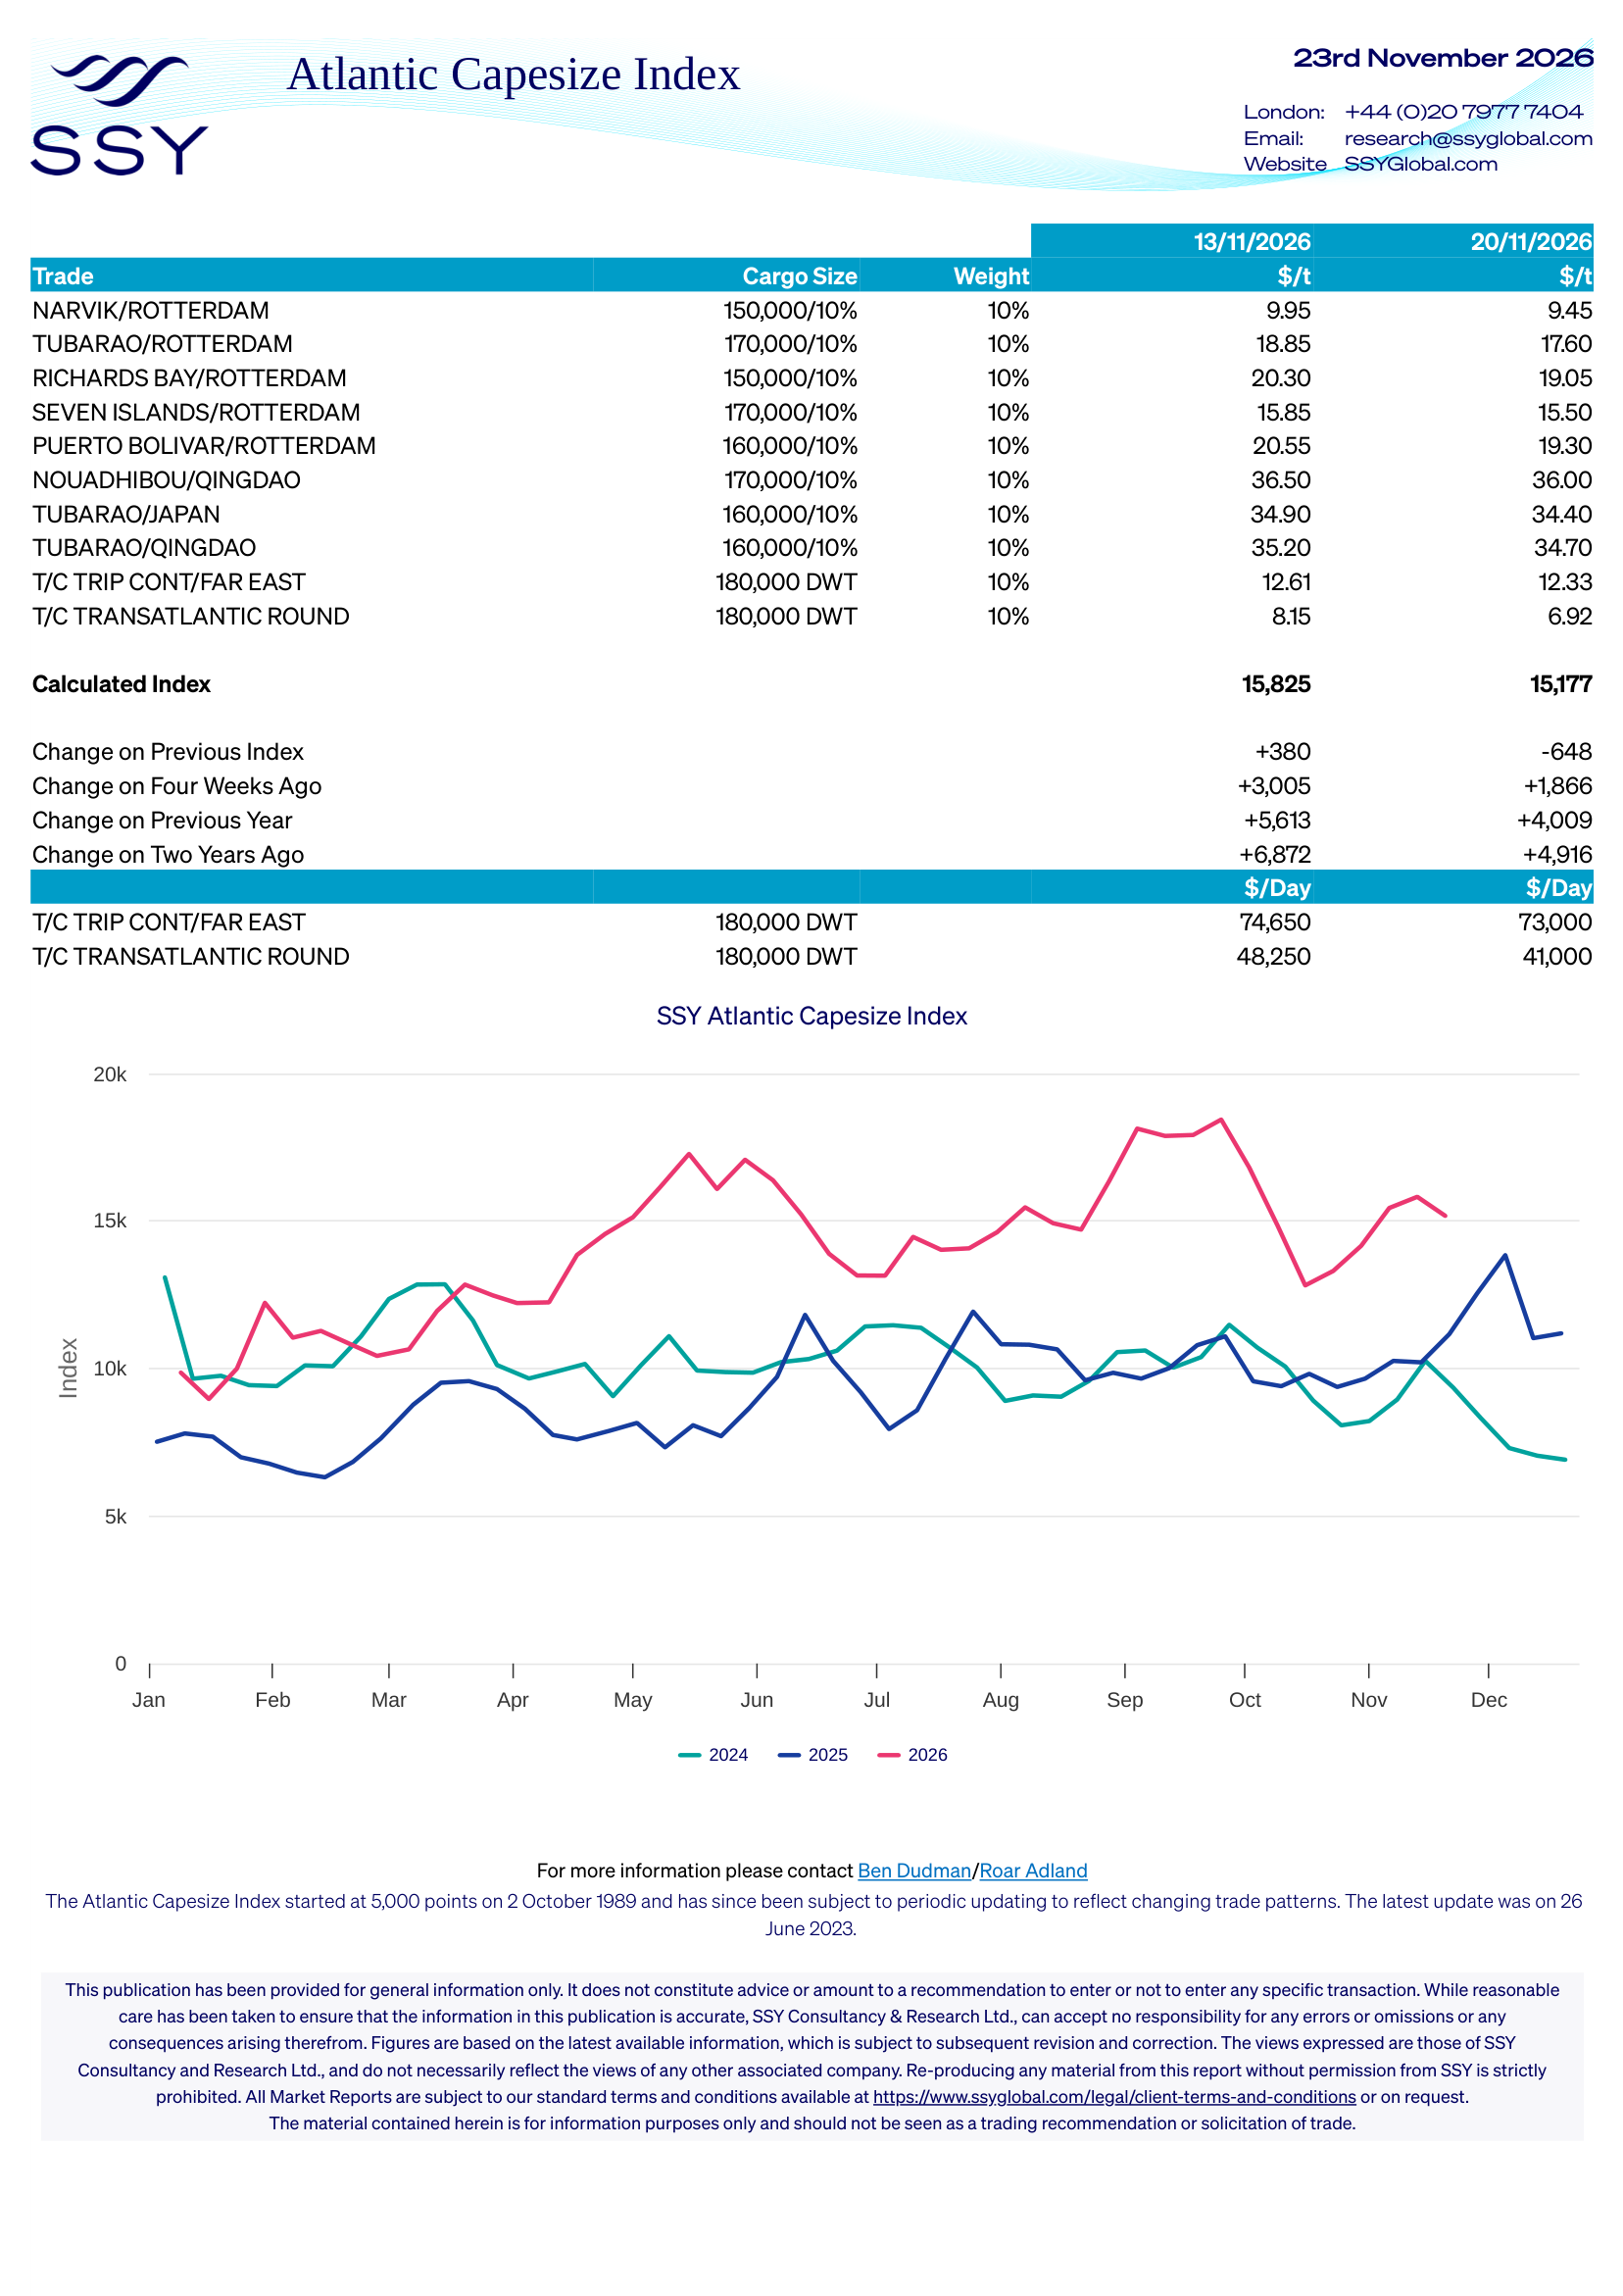 SSY
Atlantic Capesize Index
23rd November 2026
London: +44 (0)20 7977 7404
Email: research@ssyglobal.com
Website SSYGlobal.com
13/11/2026 20/11/2026
Trade Cargo Size Weight $/t $/t
NARVIK/ROTTERDAM 150,000/10% 10% 9.95 9.45
TUBARAO/ROTTERDAM 170,000/10% 10% 18.85 17.60
RICHARDS BAY/ROTTERDAM 150,000/10% 10% 20.30 19.05
SEVEN ISLANDS/ROTTERDAM 170,000/10% 10% 15.85 15.50
PUERTO BOLIVAR/ROTTERDAM 160,000/10% 10% 20.55 19.30
NOUADHIBOU/QINGDAO 170,000/10% 10% 36.50 36.00
TUBARAO/JAPAN 160,000/10% 10% 34.90 34.40
TUBARAO/QINGDAO 160,000/10% 10% 35.20 34.70
T/C TRIP CONT/FAR EAST 180,000 DWT 10% 12.61 12.33
T/C TRANSATLANTIC ROUND 180,000 DWT 10% 8.15 6.92
Calculated Index 15,825 15,177
Change on Previous Index +380 -648
Change on Four Weeks Ago +3,005 +1,866
Change on Previous Year +5,613 +4,009
Change on Two Years Ago +6,872 +4,916
$/Day $/Day
T/C TRIP CONT/FAR EAST 180,000 DWT 74,650 73,000
T/C TRANSATLANTIC ROUND 180,000 DWT 48,250 41,000
SSY Atlantic Capesize Index
20k
15k
10k
5k
0
Index
Jan Feb Mar Apr May Jun Jul Aug Sep Oct Nov Dec
2024 2025 2026
For more information please contact Ben Dudman/Roar Adland
The Atlantic Capesize Index started at 5,000 points on 2 October 1989 and has since been subject to periodic updating to reflect changing trade patterns. The latest update was on 26
June 2023.
This publication has been provided for general information only. It does not constitute advice or amount to a recommendation to enter or not to enter any specific transaction. While reasonable
care has been taken to ensure that the information in this publication is accurate, SSY Consultancy & Research Ltd., can accept no responsibility for any errors or omissions or any
consequences arising therefrom. Figures are based on the latest available information, which is subject to subsequent revision and correction. The views expressed are those of SSY
Consultancy and Research Ltd., and do not necessarily reflect the views of any other associated company. Re-producing any material from this report without permission from SSY is strictly
prohibited. All Market Reports are subject to our standard terms and conditions available at https://www.ssyglobal.com/legal/client-terms-and-conditions or on request.
The material contained herein is for information purposes only and should not be seen as a trading recommendation or solicitation of trade.